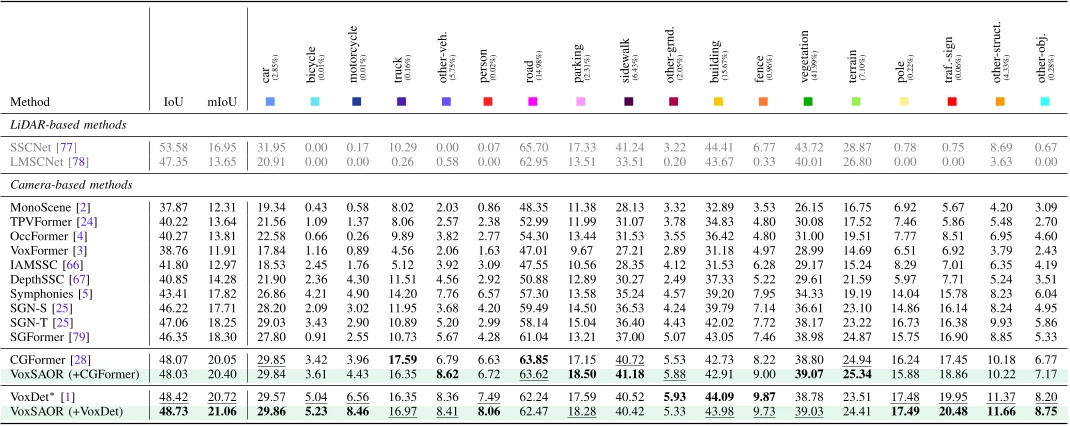 Method IoU mIoU car (2.85%) bicycle (0.01%) motorcycle (0.01%) truck (0.16%) other-veh. (5.75%) person (0.02%) road (14.98%) parking (2.31%) sidewalk (6.43%) other-grnd. (2.05%) building (15.67%) fence (0.96%) vegetation (41.99%) terrain (7.10%) pole (0.22%) traf.-sign (0.06%) other-struct. (4.33%) other-obj. (0.28%)
LiDAR-based methods
SSCNet [77] 53.58 16.95 31.95 0.00 0.17 10.29 0.00 0.07 65.70 17.33 41.24 3.22 44.41 6.77 43.72 28.87 0.78 0.75 8.69 0.67
LMSCNet [78] 47.35 13.65 20.91 0.00 0.00 0.26 0.58 0.00 62.95 13.51 33.51 0.20 43.67 0.33 40.01 26.80 0.00 0.00 3.63 0.00
Camera-based methods
MonoScene [2] 37.87 12.31 19.34 0.43 0.58 8.02 2.03 0.86 48.35 11.38 28.13 3.32 32.89 3.53 26.15 16.75 6.92 5.67 4.20 3.09
TPVFormer [24] 40.22 13.64 21.56 1.09 1.37 8.06 2.57 2.38 52.99 11.99 31.07 3.78 34.83 4.80 30.08 17.52 7.46 5.86 5.48 2.70
OccFormer [4] 40.27 13.81 22.58 0.66 0.26 9.89 3.82 2.77 54.30 13.44 31.53 3.55 36.42 4.80 31.00 19.51 7.77 8.51 6.95 4.60
VoxFormer [3] 38.76 11.91 17.84 1.16 0.89 4.56 2.06 1.63 47.01 9.67 27.21 2.89 31.18 4.97 28.99 14.69 6.51 6.92 3.79 2.43
IAMSSC [66] 41.80 12.97 18.53 2.45 1.76 5.12 3.92 3.09 47.55 10.56 28.35 4.12 31.53 6.28 29.17 15.24 8.29 7.01 6.35 4.19
DepthSSC [67] 40.85 14.28 21.90 2.36 4.30 11.51 4.56 2.92 50.88 12.89 30.27 2.49 37.33 5.22 29.61 21.59 5.97 7.71 5.24 3.51
Symphonies [5] 43.41 17.82 26.86 4.21 4.90 14.20 7.76 6.57 57.30 13.58 35.24 4.57 39.20 7.95 34.33 19.19 14.04 15.78 8.23 6.04
SGN-S [25] 46.22 17.71 28.20 2.09 3.02 11.95 3.68 4.20 59.49 14.50 36.53 4.24 39.79 7.14 36.61 23.10 14.86 16.14 8.24 4.95
SGN-T [25] 47.06 18.25 29.03 3.43 2.90 10.89 5.20 2.99 58.14 15.04 36.40 4.43 42.02 7.72 38.17 23.22 16.73 16.38 9.93 5.86
SGFormer [79] 46.35 18.30 27.80 0.91 2.55 10.73 5.67 4.28 61.04 13.21 37.00 5.07 43.05 7.46 38.98 24.87 15.75 16.90 8.85 5.33
CGFormer [28] 48.07 20.05 29.85 3.42 3.96 17.59 6.79 6.63 63.85 17.15 40.72 5.53 42.73 8.22 38.80 24.94 16.24 17.45 10.18 6.77
VoxSAOR (+CGFormer) 48.03 20.40 29.84 3.61 4.43 16.35 8.62 6.72 63.62 18.50 41.18 5.88 42.91 9.00 39.07 25.34 15.88 18.86 10.22 7.17
VoxDet* [1] 48.42 20.72 29.57 5.04 6.56 16.35 8.36 7.49 62.24 17.59 40.52 5.93 44.09 9.87 38.78 23.51 17.48 19.95 11.37 8.20
VoxSAOR (+VoxDet) 48.73 21.06 29.86 5.23 8.46 16.97 8.41 8.06 62.47 18.28 40.42 5.33 43.98 9.73 39.03 24.41 17.49 20.48 11.66 8.75